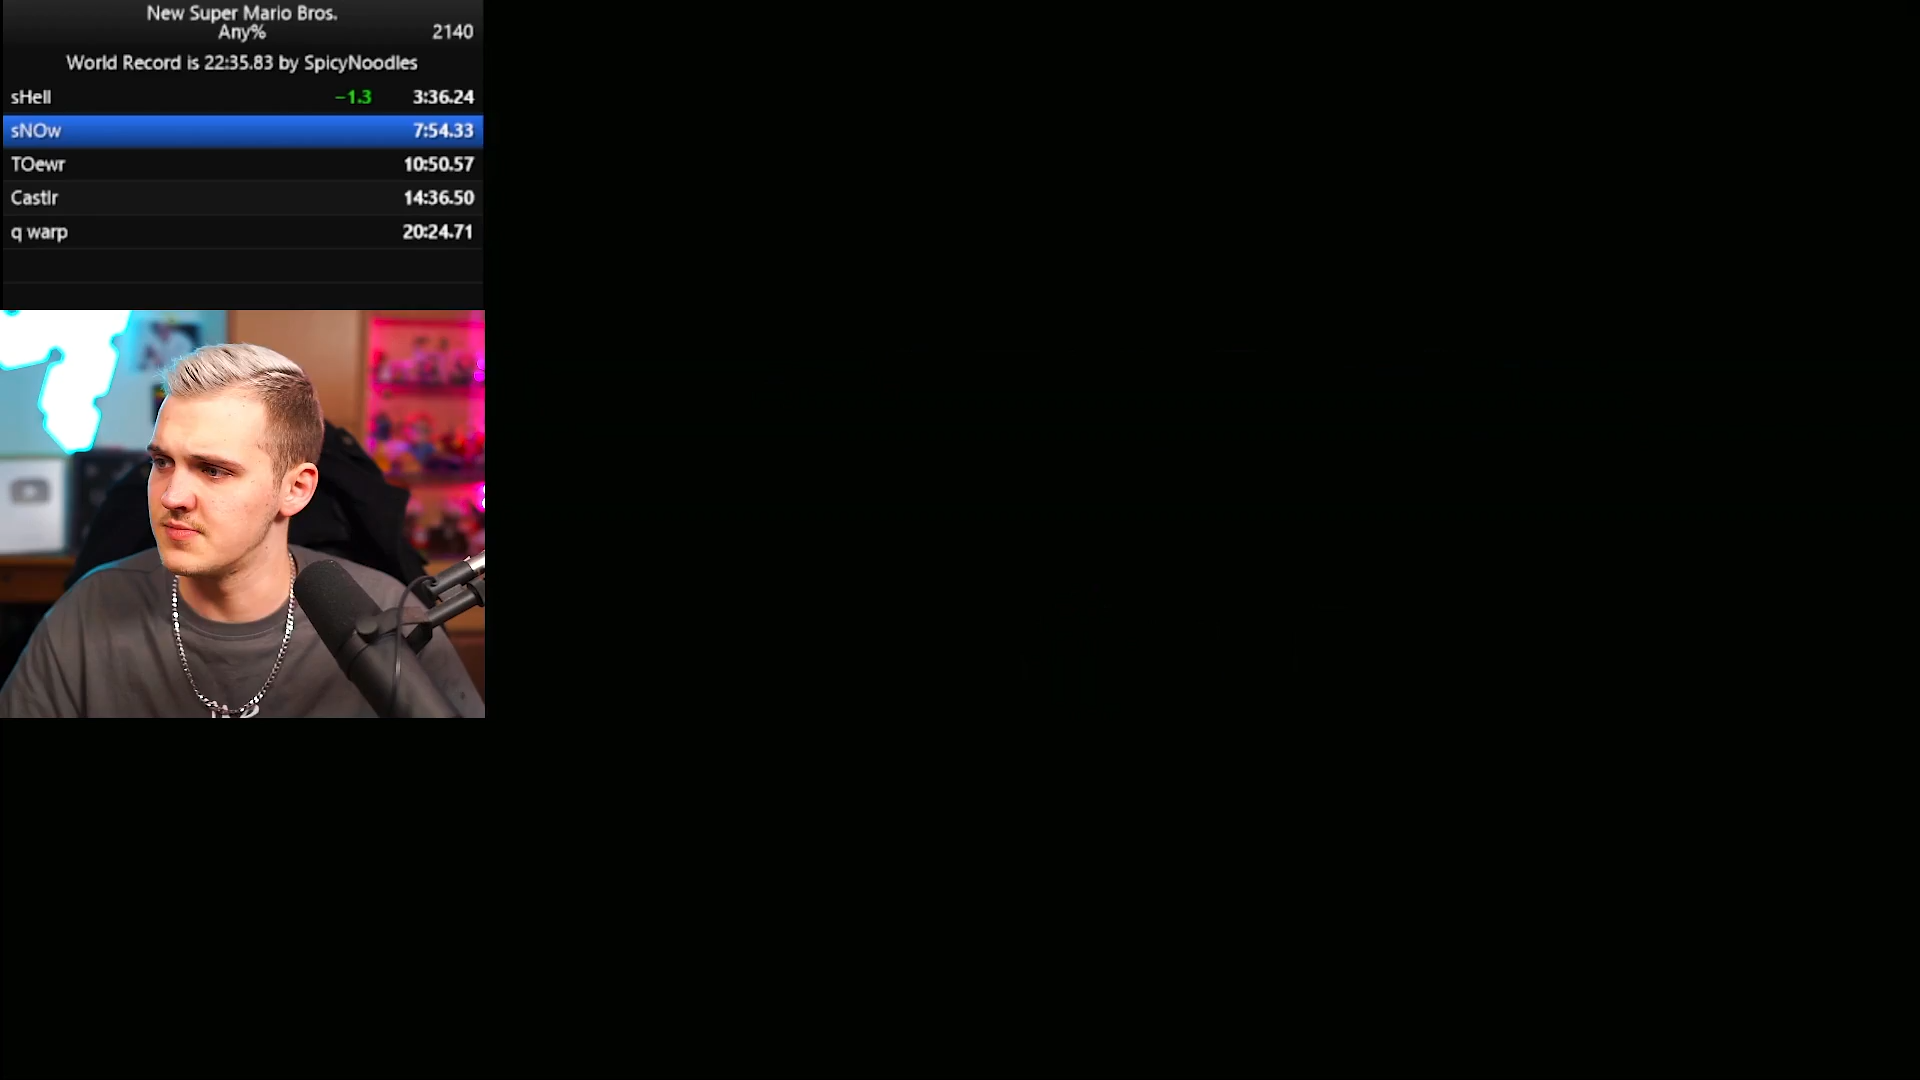 New Super Mario Bros.
Any% 2140
World Record is 22:35.83 by SpicyNoodles
sHell −1.3 3:36.24
sNOw 7:54.33
TOewr 10:50.57
Castlr 14:36.50
q warp 20:24.71